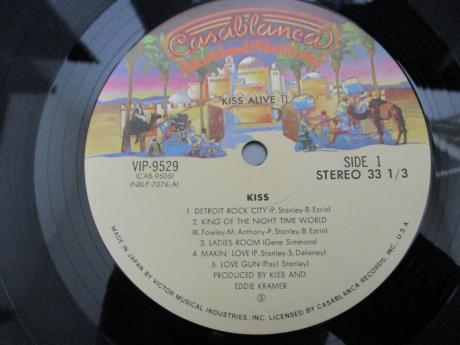 Casablanca
Record and FilmWorks
KISS ALIVE II
VIP-9529
(CAB-9505)
(NBLP-7076-A)
SIDE 1
STEREO 33 1/3
KISS
1. DETROIT ROCK CITY (P. Stanley-B. Ezrin)
2. KING OF THE NIGHT TIME WORLD
(K. Fowley-M. Anthony-P. Stanley-B. Ezrin)
3. LADIES ROOM (Gene Simmons)
4. MAKIN' LOVE (P. Stanley-S. Delaney)
5. LOVE GUN (Paul Stanley)
PRODUCED BY KISS AND
EDDIE KRAMER
MADE IN JAPAN BY VICTOR MUSICAL INDUSTRIES, INC. LICENSED BY CASABLANCA RECORDS, INC. U.S.A.